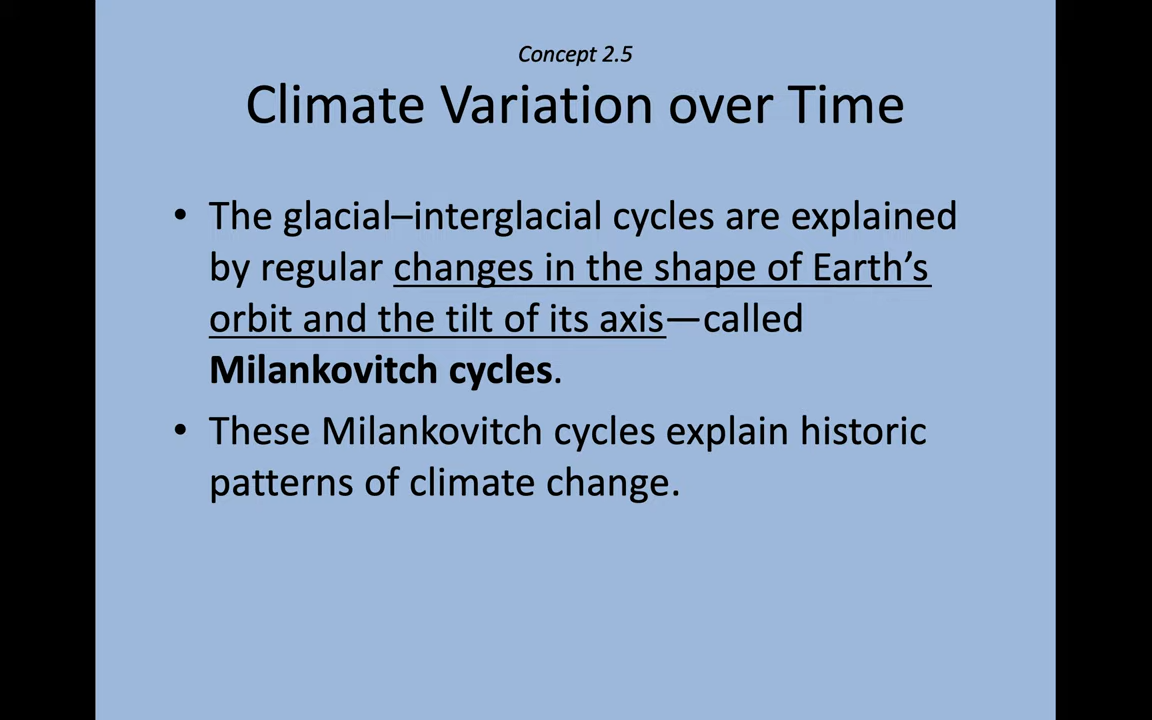 Concept 2.5
Climate Variation over Time
• The glacial–interglacial cycles are explained
by regular changes in the shape of Earth’s
orbit and the tilt of its axis—called
Milankovitch cycles.
• These Milankovitch cycles explain historic
patterns of climate change.